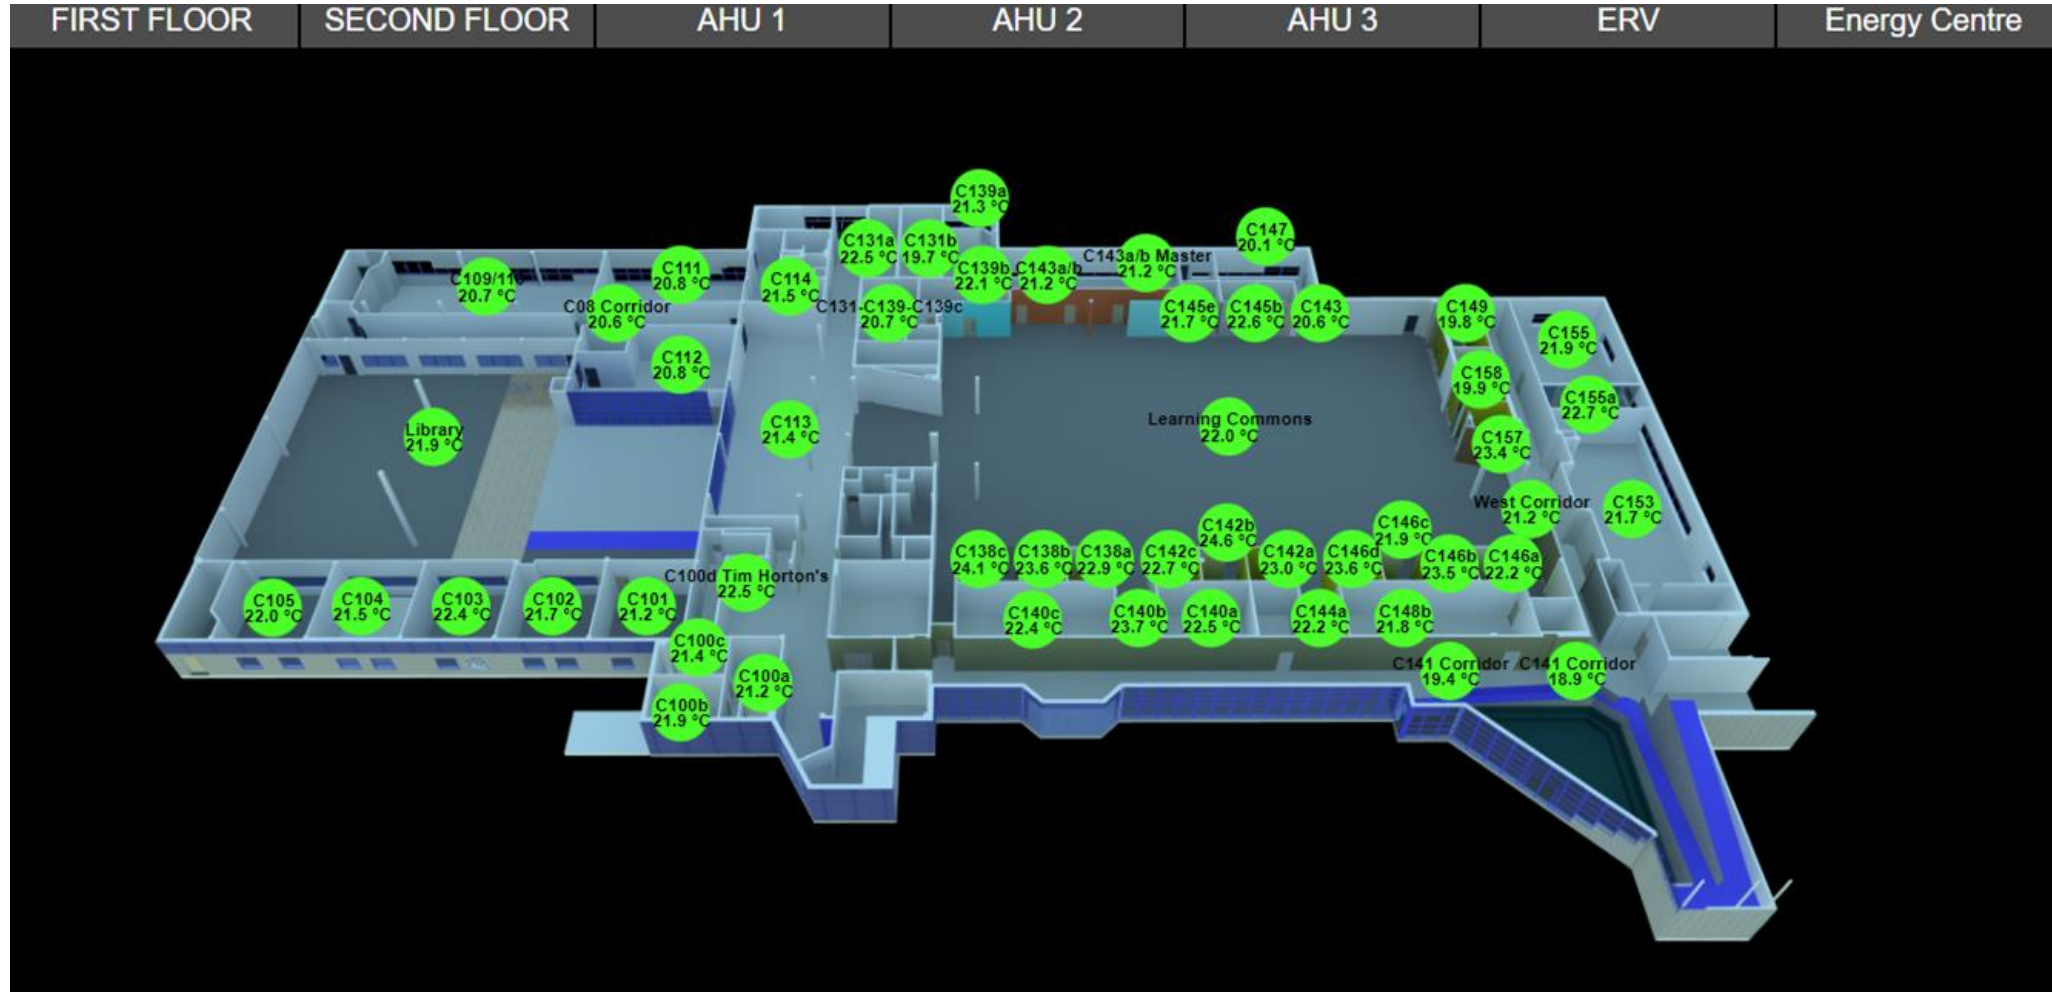 FIRST FLOOR
SECOND FLOOR
AHU 1
AHU 2
AHU 3
ERV
Energy Centre
C139a
21.3 °C
C131a
22.5 °C
C131b
19.7 °C
C147
20.1 °C
C143a/b Master
21.2 °C
C109/11
20.7 °C
C111
20.8 °C
C114
21.5 °C
C139b
22.1 °C
C143a/b
21.2 °C
C08 Corridor
20.6 °C
C131-C139-C139c
20.7 °C
C145e
21.7 °C
C145b
22.6 °C
C143
20.6 °C
C149
19.8 °C
C155
21.9 °C
C112
20.8 °C
C158
19.9 °C
C155a
22.7 °C
Library
21.9 °C
C113
21.4 °C
Learning Commons
22.0 °C
C157
23.4 °C
West Corridor
21.2 °C
C153
21.7 °C
C142b
24.6 °C
C146c
21.9 °C
C138c
24.1 °C
C138b
23.6 °C
C138a
22.9 °C
C142c
22.7 °C
C142a
23.0 °C
C146d
23.6 °C
C146b
23.5 °C
C146a
22.2 °C
C100d Tim Horton's
22.5 °C
C105
22.0 °C
C104
21.5 °C
C103
22.4 °C
C102
21.7 °C
C101
21.2 °C
C140c
22.4 °C
C140b
23.7 °C
C140a
22.5 °C
C144a
22.2 °C
C148b
21.8 °C
C100c
21.4 °C
C100a
21.2 °C
C141 Corridor
19.4 °C
C141 Corridor
18.9 °C
C100b
21.9 °C